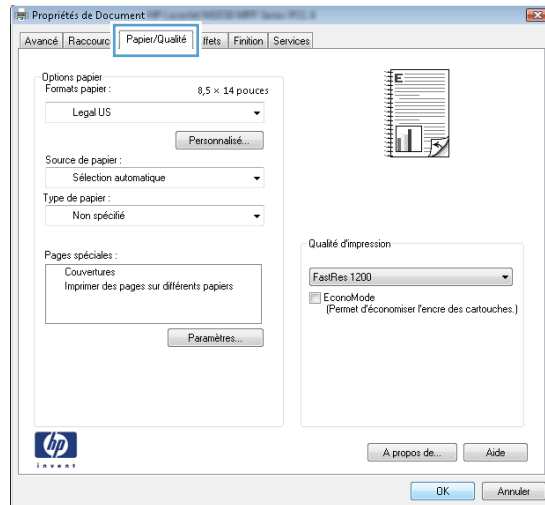 Propriétés de Document
Avancé Raccourc Papier/Qualité ffets Finition Services
Options papier
Formats papier : 8,5 × 14 pouces
Legal US
Personnalisé...
Source de papier :
Sélection automatique
Type de papier :
Non spécifié
Pages spéciales :
Couvertures
Imprimer des pages sur différents papiers
Paramètres...
E
Qualité d'impression
FastRes 1200
EconoMode
(Permet d'économiser l'encre des cartouches.)
hp
invent
A propos de... Aide
OK Annuler